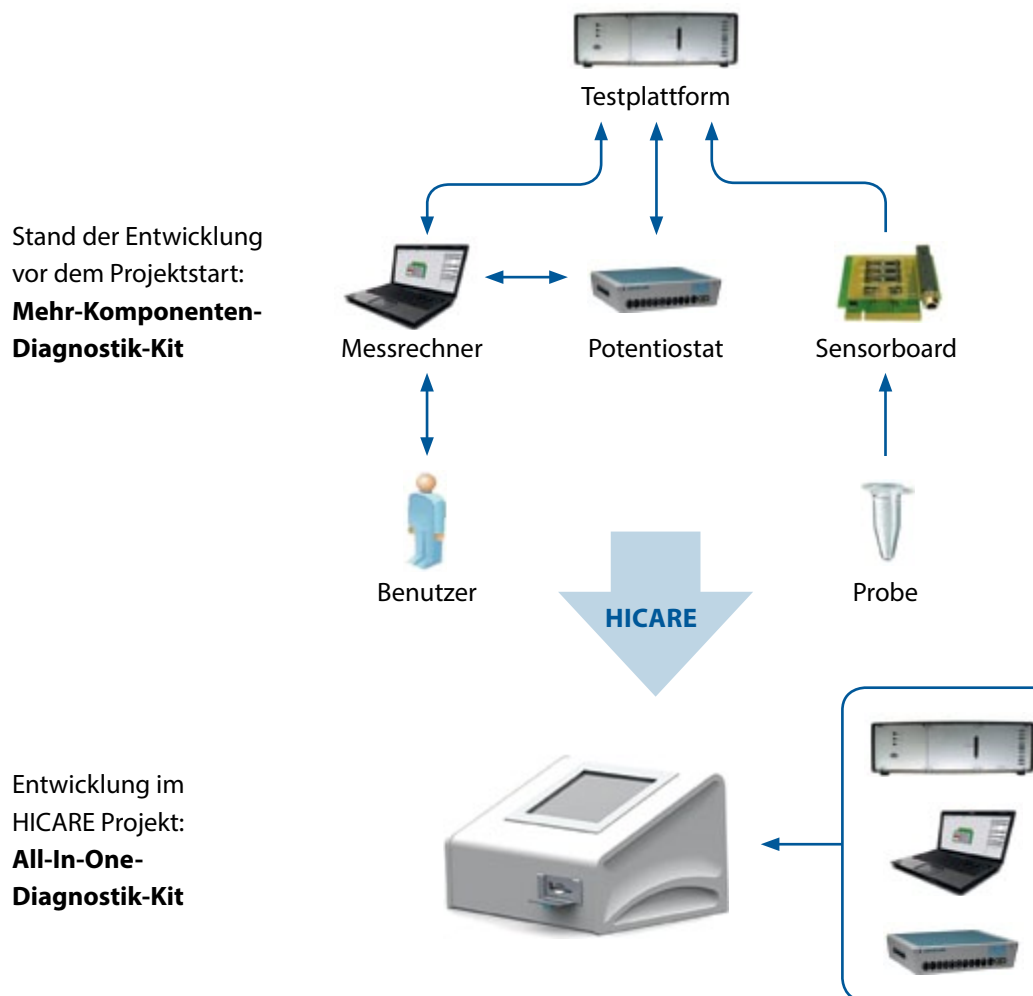 Testplattform
Stand der Entwicklung
vor dem Projektstart:
Mehr-Komponenten-
Diagnostik-Kit
Messrechner
Potentiostat
Sensorboard
Benutzer
Probe
HICARE
Entwicklung im
HICARE Projekt:
All-In-One-
Diagnostik-Kit